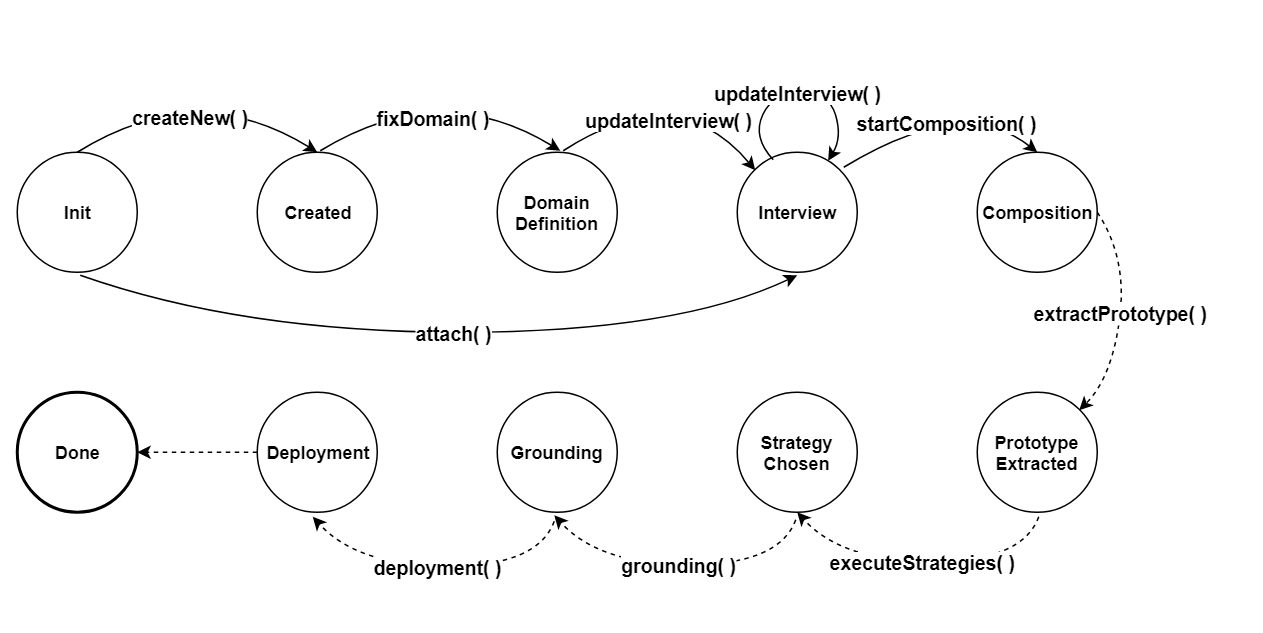 updateInterview( )
createNew( )
fixDomain( )
updateInterview( )
startComposition( )
Init
Created
Domain
Definition
Interview
Composition
attach( )
extractPrototype( )
Done
Deployment
Grounding
Strategy
Chosen
Prototype
Extracted
deployment( )
grounding( )
executeStrategies( )